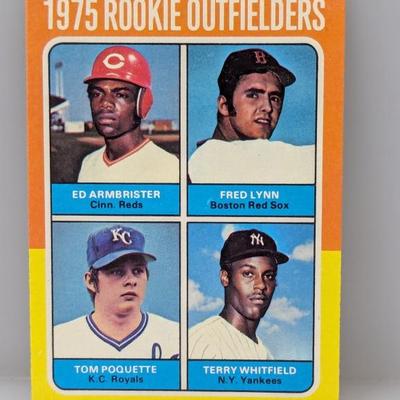 1975 ROOKIE OUTFIELDERS
ED ARMBRISTER
Cinn. Reds
FRED LYNN
Boston Red Sox
TOM POQUETTE
K.C. Royals
TERRY WHITFIELD
N.Y. Yankees